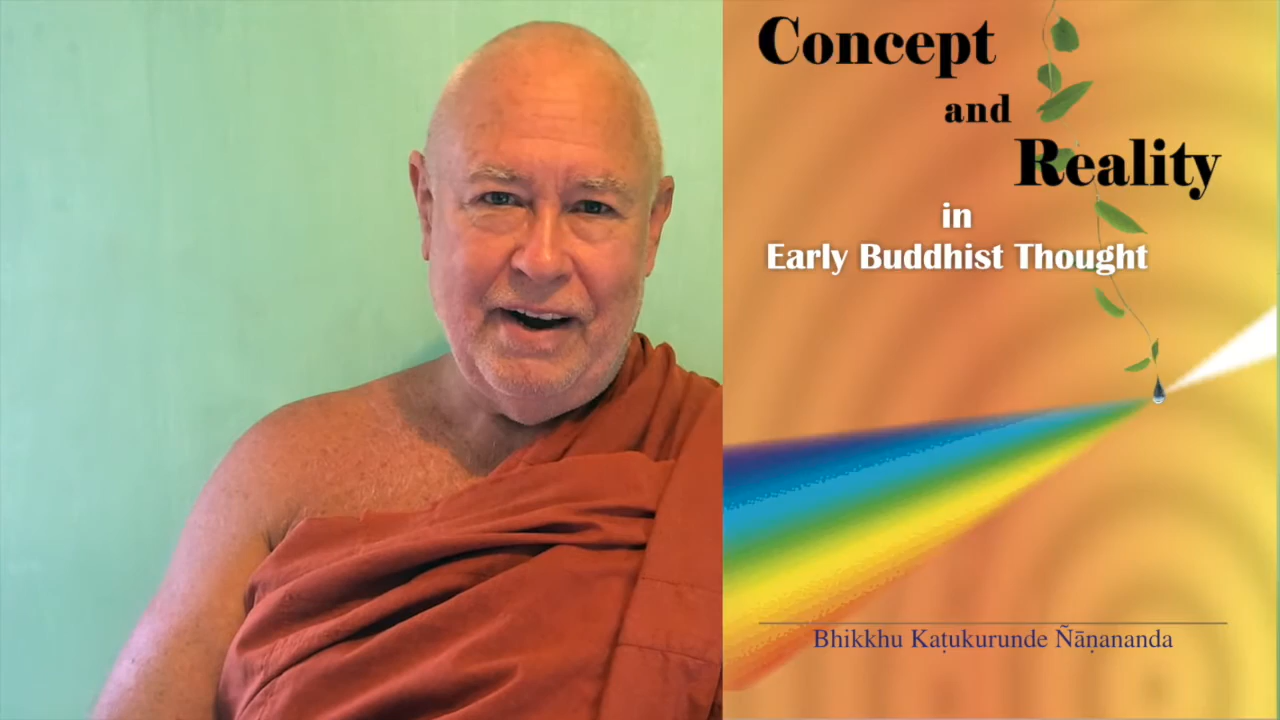 Concept
and
Reality
in
Early Buddhist Thought
Bhikkhu Kaṭukurunde Ñāṇananda